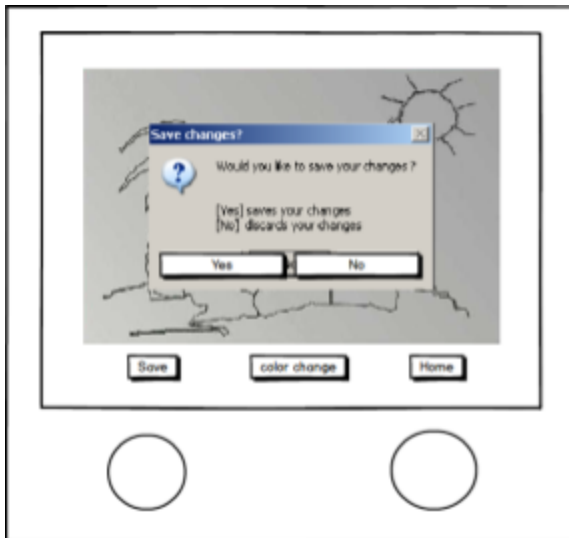 Save changes?
Would you like to save your changes ?
[Yes] saves your changes
[No] discards your changes
Yes
No
Save
color change
Home